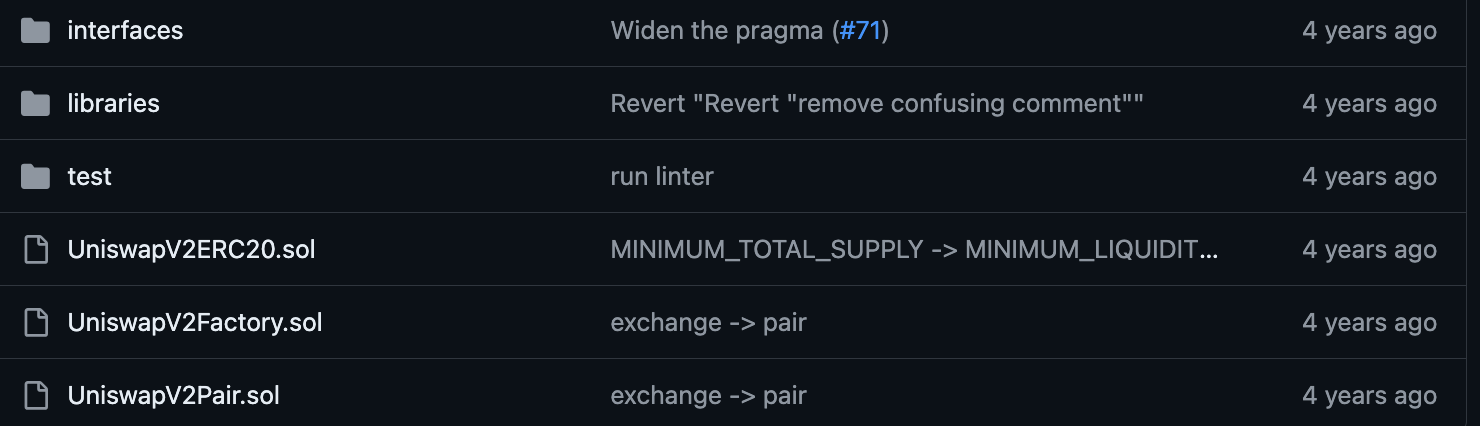 interfaces Widen the pragma (#71) 4 years ago
libraries Revert "Revert "remove confusing comment"" 4 years ago
test run linter 4 years ago
UniswapV2ERC20.sol MINIMUM_TOTAL_SUPPLY -> MINIMUM_LIQUIDIT... 4 years ago
UniswapV2Factory.sol exchange -> pair 4 years ago
UniswapV2Pair.sol exchange -> pair 4 years ago